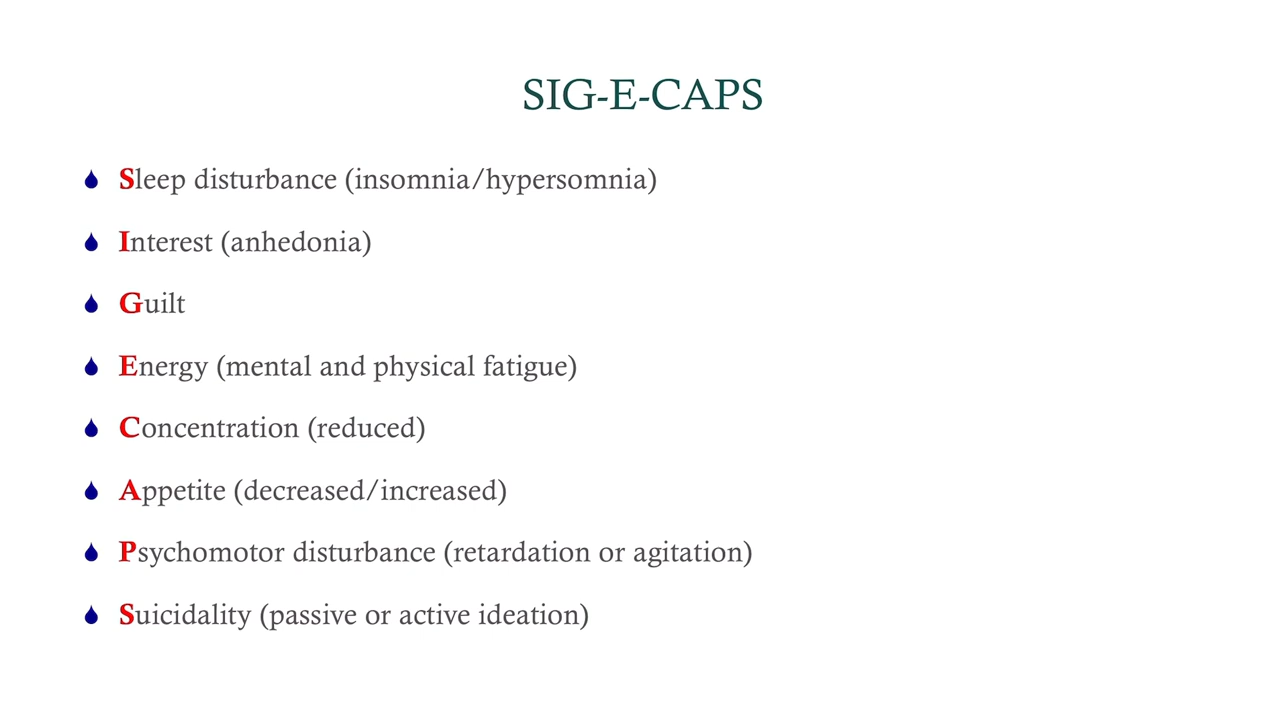 SIG-E-CAPS
Sleep disturbance (insomnia/hypersomnia)
Interest (anhedonia)
Guilt
Energy (mental and physical fatigue)
Concentration (reduced)
Appetite (decreased/increased)
Psychomotor disturbance (retardation or agitation)
Suicidality (passive or active ideation)